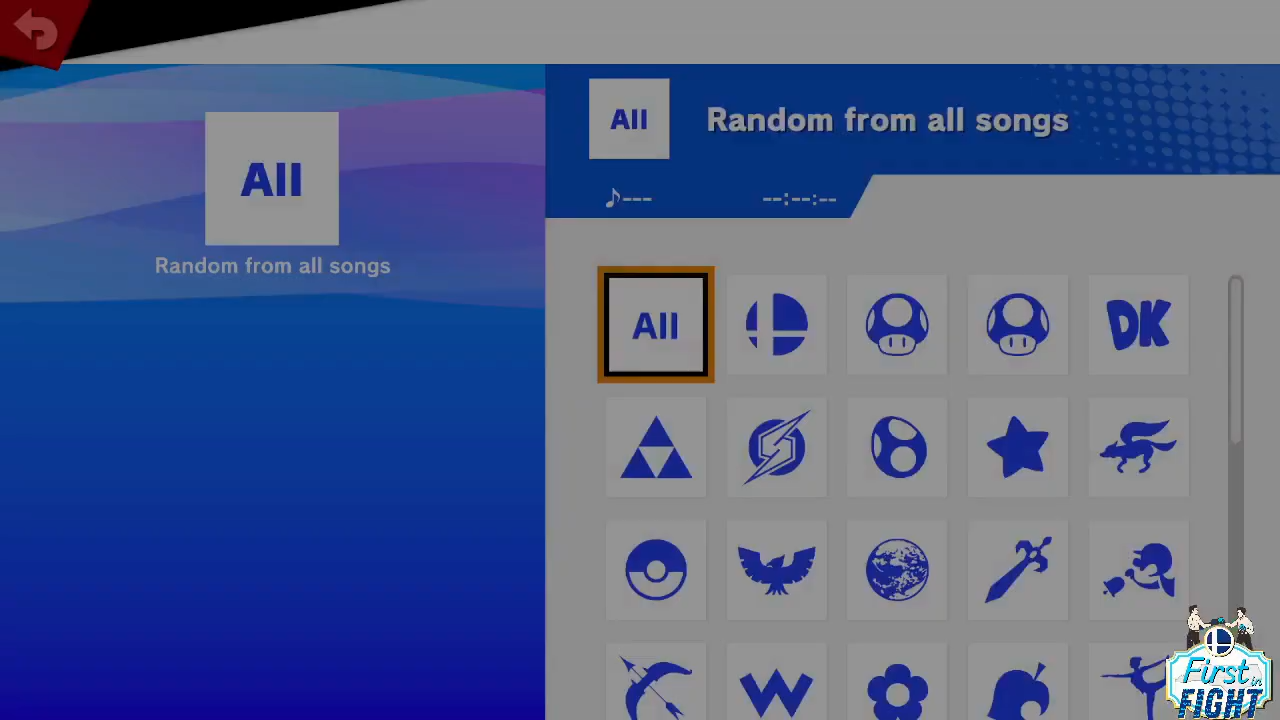 All
Random from all songs
All
Random from all songs
♪---
--:--:--
All
DK
First in
FIGHT